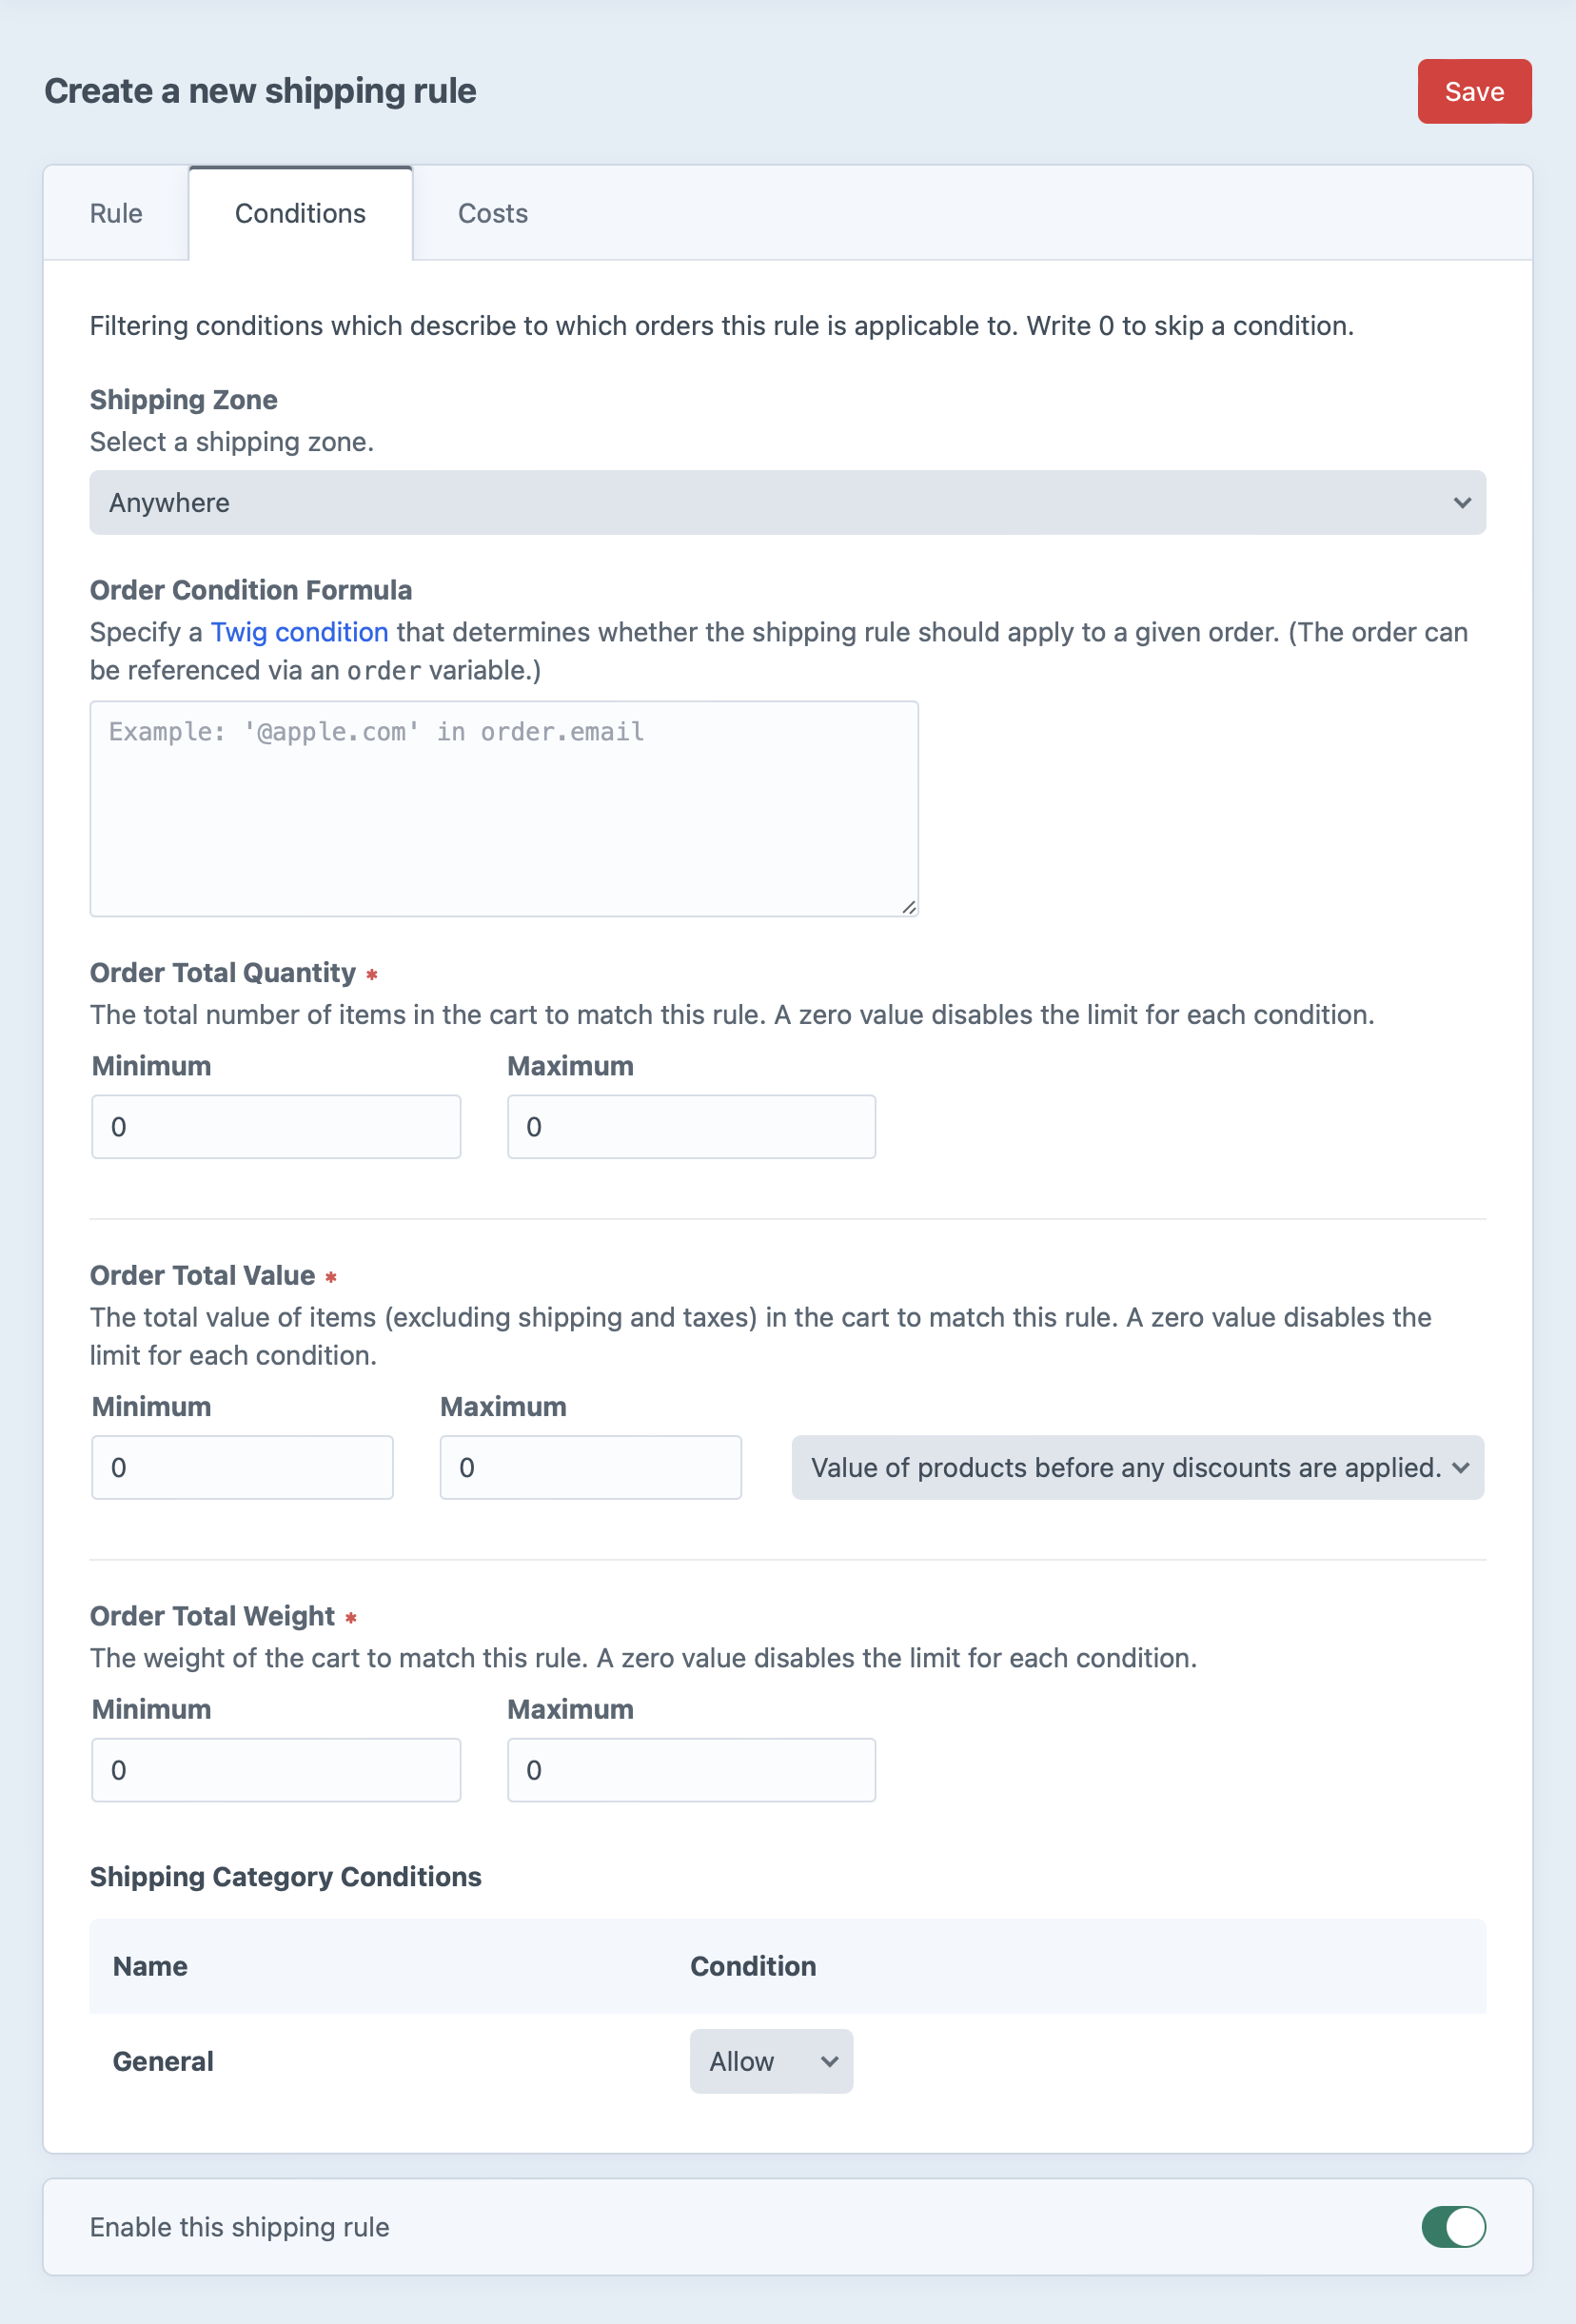 Create a new shipping rule
Save
Rule
Conditions
Costs
Filtering conditions which describe to which orders this rule is applicable to. Write 0 to skip a condition.
Shipping Zone
Select a shipping zone.
Anywhere
Order Condition Formula
Specify a Twig condition that determines whether the shipping rule should apply to a given order. (The order can
be referenced via an order variable.)
Example: '@apple.com' in order.email
Order Total Quantity *
The total number of items in the cart to match this rule. A zero value disables the limit for each condition.
Minimum
Maximum
0
0
Order Total Value *
The total value of items (excluding shipping and taxes) in the cart to match this rule. A zero value disables the
limit for each condition.
Minimum
Maximum
0
0
Value of products before any discounts are applied.
Order Total Weight *
The weight of the cart to match this rule. A zero value disables the limit for each condition.
Minimum
Maximum
0
0
Shipping Category Conditions
Name
Condition
General
Allow
Enable this shipping rule